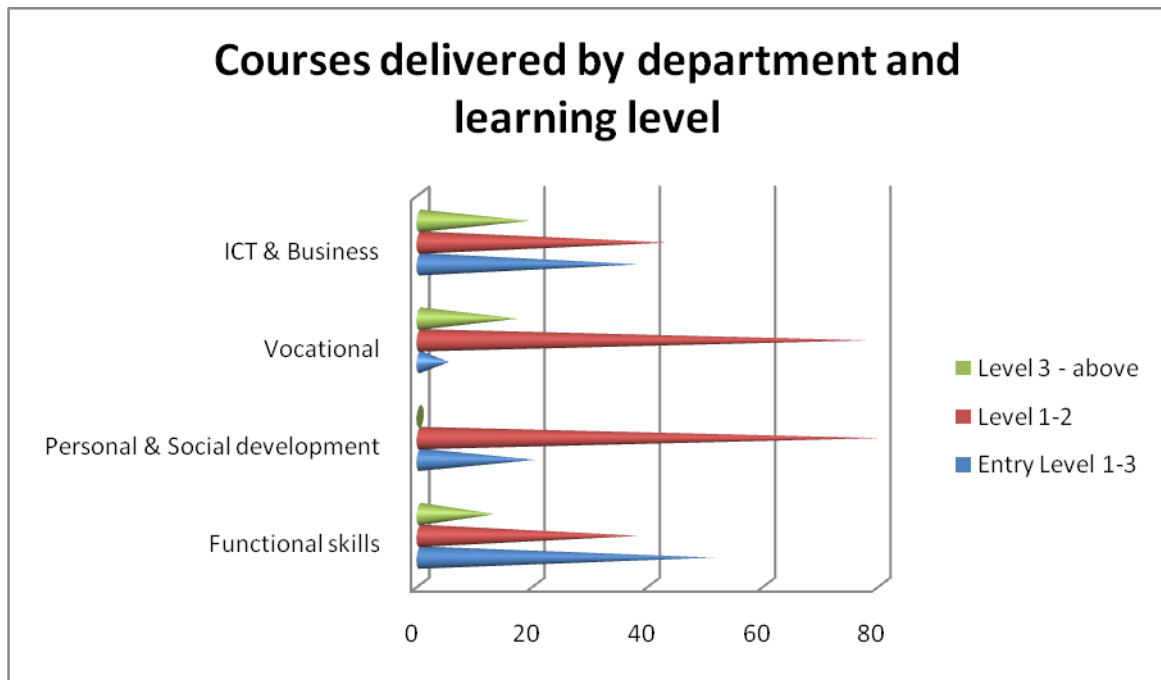 Courses delivered by department and
learning level
ICT & Business
Vocational
Personal & Social development
Functional skills
Level 3 - above
Level 1-2
Entry Level 1-3
0 20 40 60 80